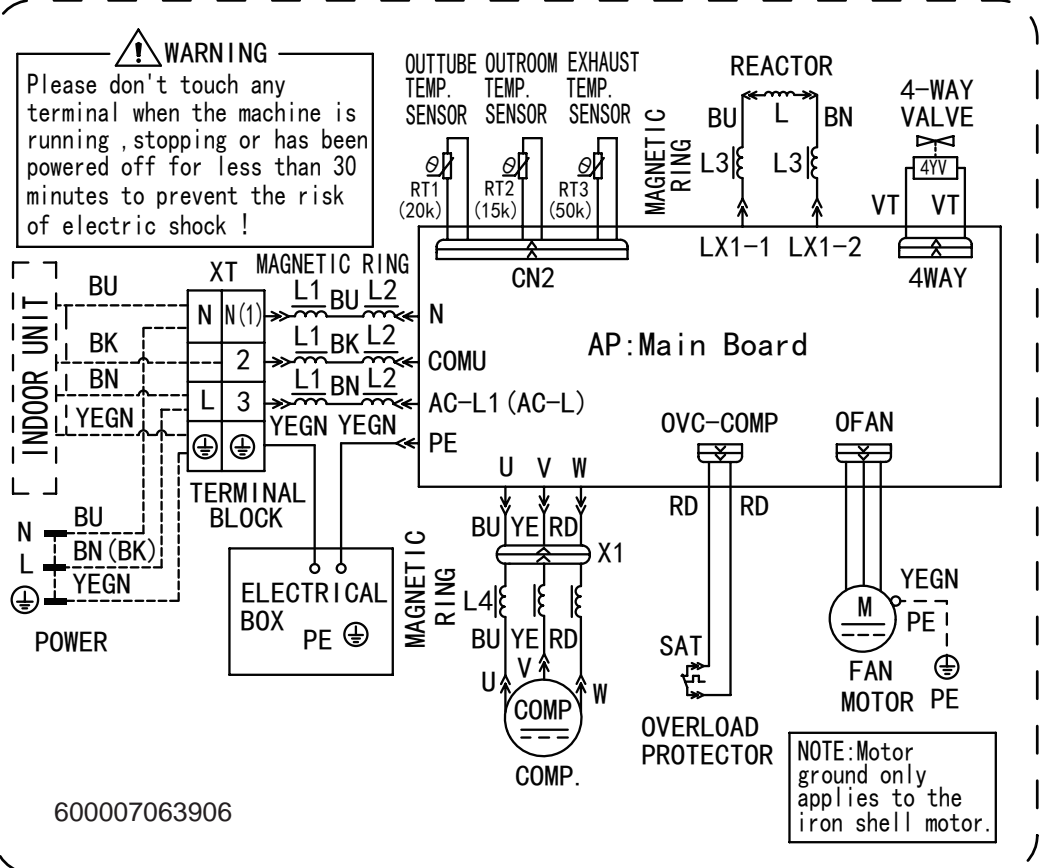 WARNING
Please don't touch any
terminal when the machine is
running ,stopping or has been
powered off for less than 30
minutes to prevent the risk
of electric shock !
OUTTUBE OUTROOM EXHAUST
TEMP. TEMP. TEMP.
SENSOR SENSOR SENSOR
θ θ θ
RT1 RT2 RT3
(20k) (15k) (50k)
MAGNETIC
RING
REACTOR
BU L BN
L3 L3
4-WAY
VALVE
4YV
VT VT
CN2
LX1-1 LX1-2
4WAY
INDOOR UNIT
BU
BK
BN
YEGN
XT
N N(1)
2
L 3
TERMINAL
BLOCK
MAGNETIC RING
L1 BU L2
L1 BK L2
L1 BN L2
YEGN YEGN
N
COMU
AC-L1(AC-L)
PE
AP:Main Board
OVC-COMP
OFAN
U V W
N BU
L BN(BK)
YEGN
POWER
ELECTRICAL
BOX
PE
MAGNETIC
RING
BU YE RD
X1
L4
BU YE RD
U V W
COMP
COMP.
RD RD
SAT
OVERLOAD
PROTECTOR
M
YEGN
PE
FAN
MOTOR PE
NOTE:Motor
ground only
applies to the
iron shell motor.
600007063906